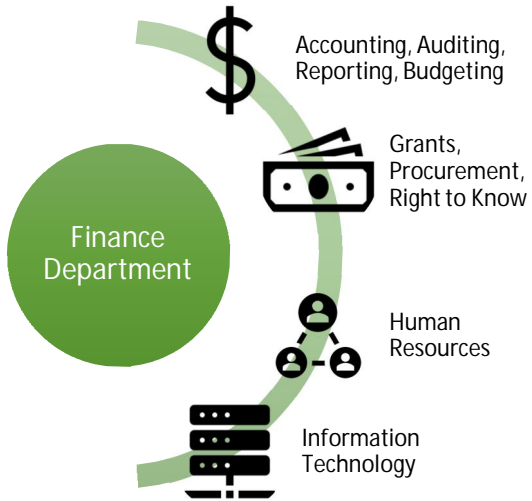 Accounting, Auditing,
Reporting, Budgeting
Grants,
Procurement,
Right to Know
Finance
Department
Human
Resources
Information
Technology